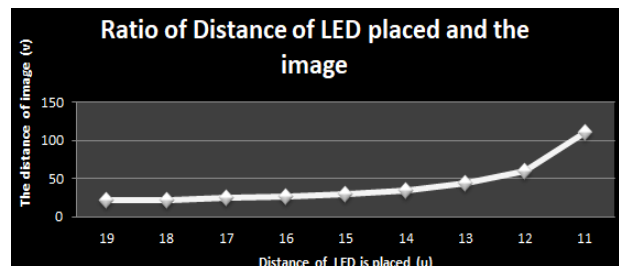 Ratio of Distance of LED placed and the
image
The distance of image (v)
150
100
50
0
19 18 17 16 15 14 13 12 11
Distance of LED is placed (u)